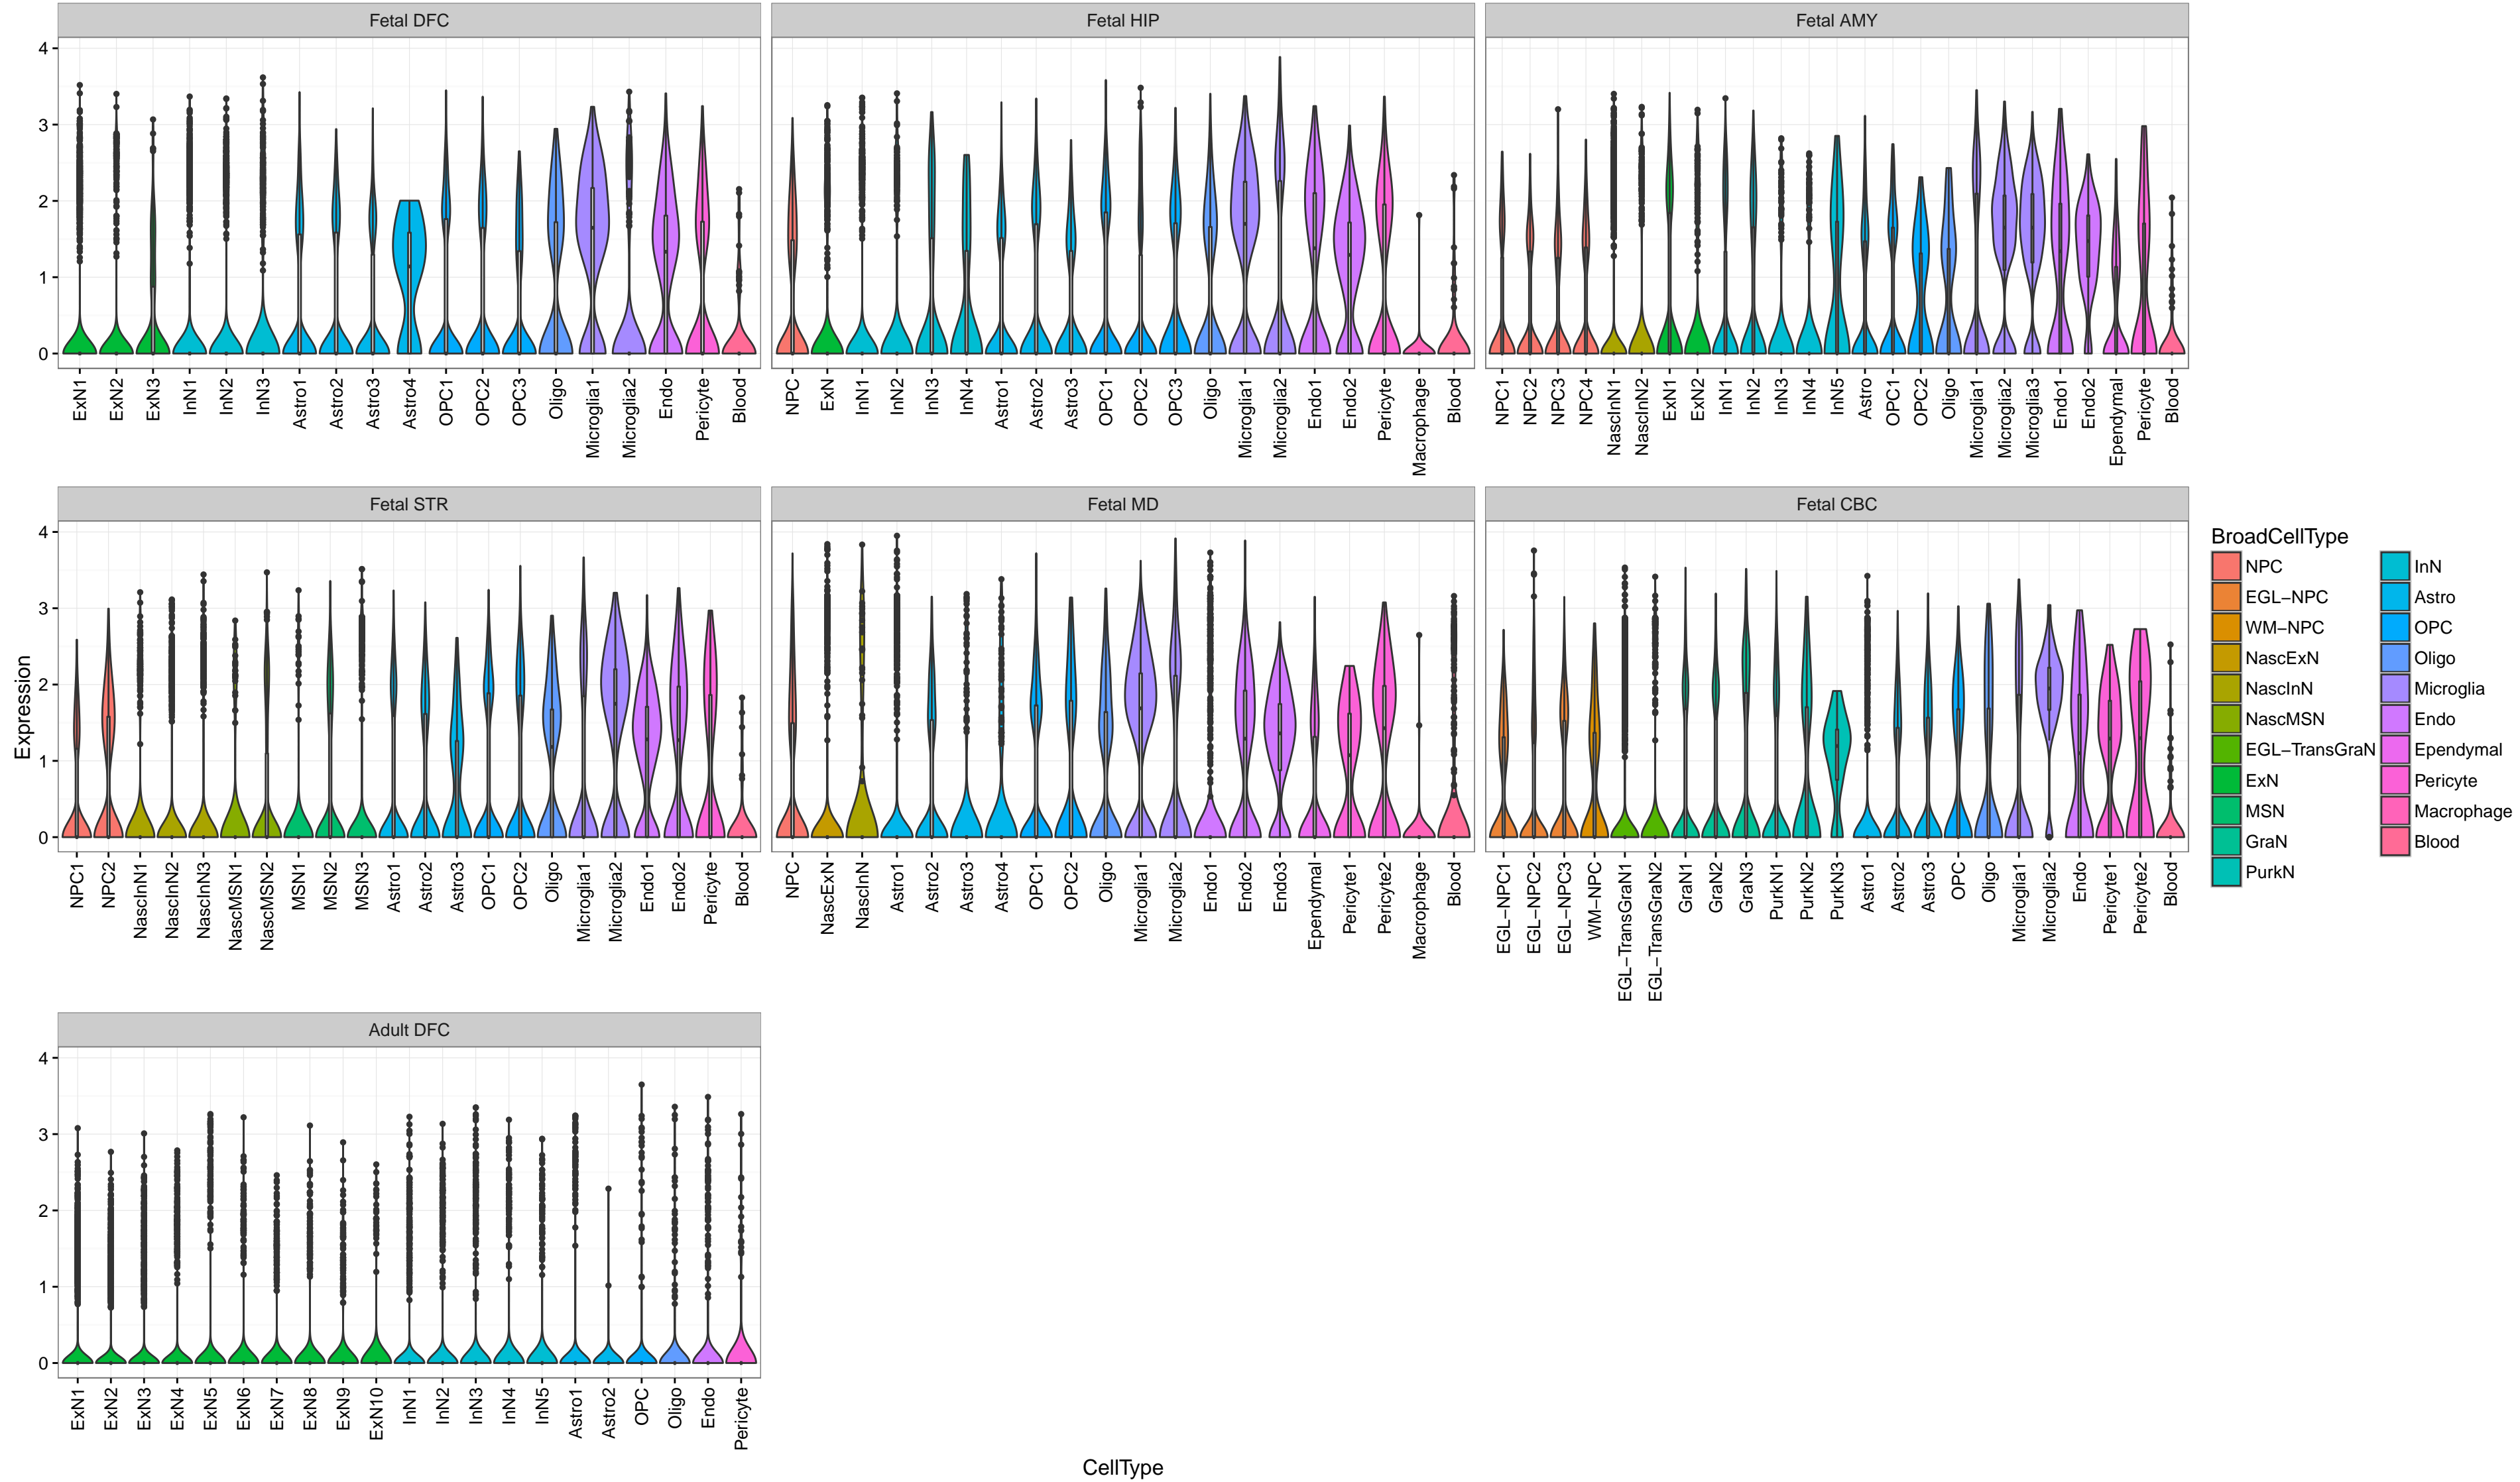 Fetal DFC
Fetal HIP
Fetal AMY
4
3
2
1
0
ExN1
ExN2
ExN3
InN1
InN2
InN3
Astro1
Astro2
Astro3
Astro4
OPC1
OPC2
OPC3
Oligo
Microglia1
Microglia2
Endo
Pericyte
Blood
NPC
ExN
InN1
InN2
InN3
InN4
Astro1
Astro2
Astro3
OPC1
OPC2
OPC3
Oligo
Microglia1
Microglia2
Endo1
Endo2
Pericyte
Macrophage
Blood
NPC1
NPC2
NPC3
NPC4
NascInN1
NascInN2
ExN1
ExN2
InN1
InN2
InN3
InN4
InN5
Astro
OPC1
OPC2
Oligo
Microglia1
Microglia2
Microglia3
Endo1
Endo2
Ependymal
Pericyte
Blood
Fetal STR
Fetal MD
Fetal CBC
4
3
2
1
0
NPC1
NPC2
NascInN1
NascInN2
NascInN3
NascMSN1
NascMSN2
MSN1
MSN2
MSN3
Astro1
Astro2
Astro3
OPC1
OPC2
Oligo
Microglia1
Microglia2
Endo1
Endo2
Pericyte
Blood
NPC
NascExN
NascInN
Astro1
Astro2
Astro3
Astro4
OPC1
OPC2
Oligo
Microglia1
Microglia2
Endo1
Endo2
Endo3
Ependymal
Pericyte1
Pericyte2
Macrophage
Blood
EGL−NPC1
EGL−NPC2
EGL−NPC3
WM−NPC
EGL−TransGraN1
EGL−TransGraN2
GraN1
GraN2
GraN3
PurkN1
PurkN2
PurkN3
Astro1
Astro2
Astro3
OPC
Oligo
Microglia1
Microglia2
Endo
Pericyte1
Pericyte2
Blood
Adult DFC
4
3
2
1
0
ExN1
ExN2
ExN3
ExN4
ExN5
ExN6
ExN7
ExN8
ExN9
ExN10
InN1
InN2
InN3
InN4
InN5
Astro1
Astro2
OPC
Oligo
Endo
Pericyte
Expression
CellType
BroadCellType
NPC
EGL−NPC
WM−NPC
NascExN
NascInN
NascMSN
EGL−TransGraN
ExN
MSN
GraN
PurkN
InN
Astro
OPC
Oligo
Microglia
Endo
Ependymal
Pericyte
Macrophage
Blood